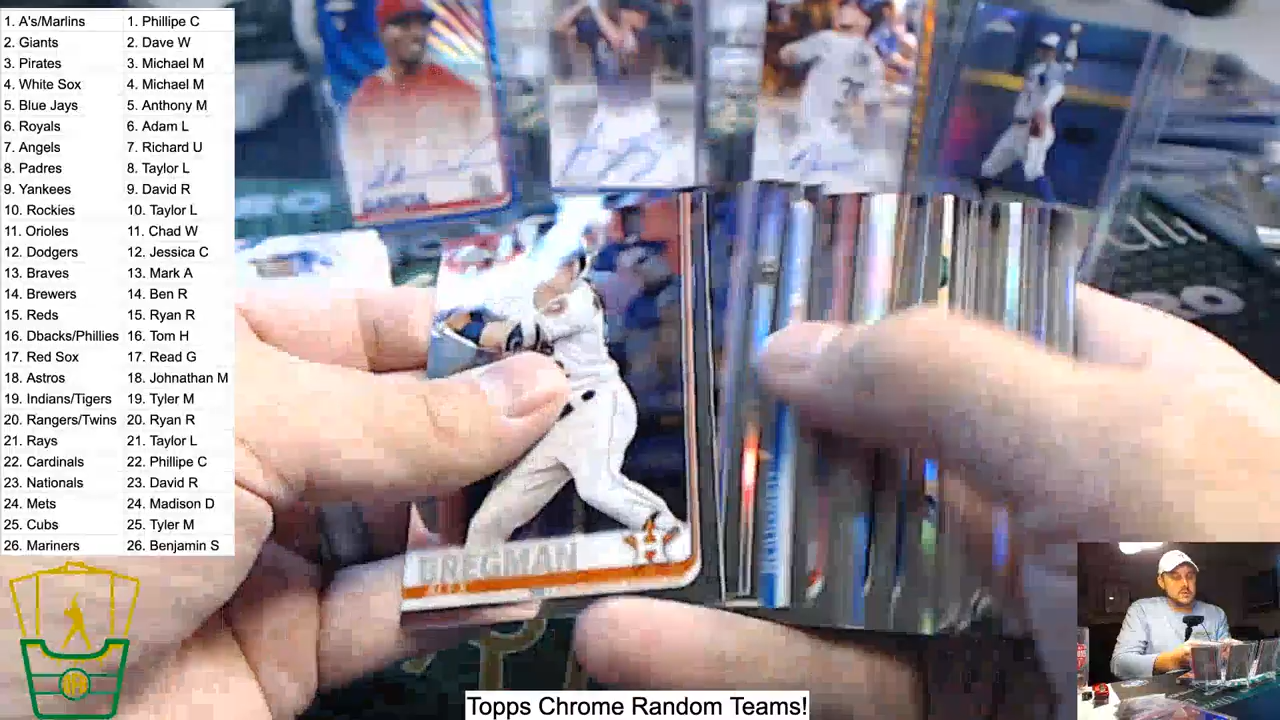 1. A's/Marlins 1. Phillipe C
2. Giants 2. Dave W
3. Pirates 3. Michael M
4. White Sox 4. Michael M
5. Blue Jays 5. Anthony M
6. Royals 6. Adam L
7. Angels 7. Richard U
8. Padres 8. Taylor L
9. Yankees 9. David R
10. Rockies 10. Taylor L
11. Orioles 11. Chad W
12. Dodgers 12. Jessica C
13. Braves 13. Mark A
14. Brewers 14. Ben R
15. Reds 15. Ryan R
16. Dbacks/Phillies 16. Tom H
17. Red Sox 17. Read G
18. Astros 18. Johnathan M
19. Indians/Tigers 19. Tyler M
20. Rangers/Twins 20. Ryan R
21. Rays 21. Taylor L
22. Cardinals 22. Phillipe C
23. Nationals 23. David R
24. Mets 24. Madison D
25. Cubs 25. Tyler M
26. Mariners 26. Benjamin S
BREGMAN
ALEX
H
Topps Chrome Random Teams!